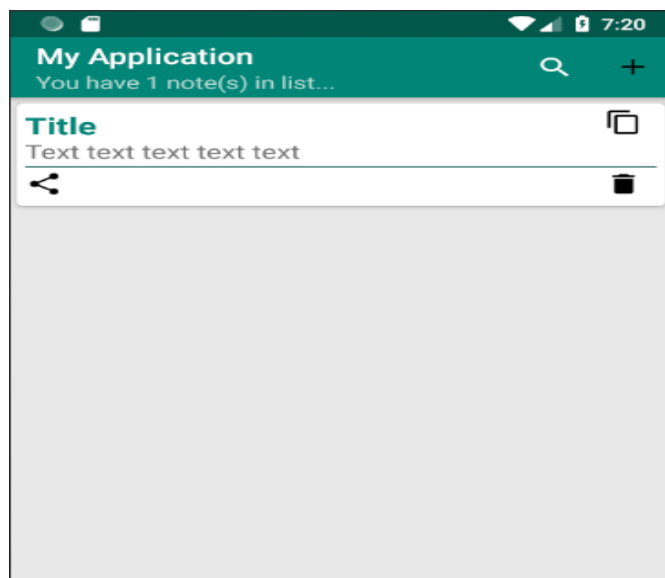 7:20
My Application
You have 1 note(s) in list...
Title
Text text text text text